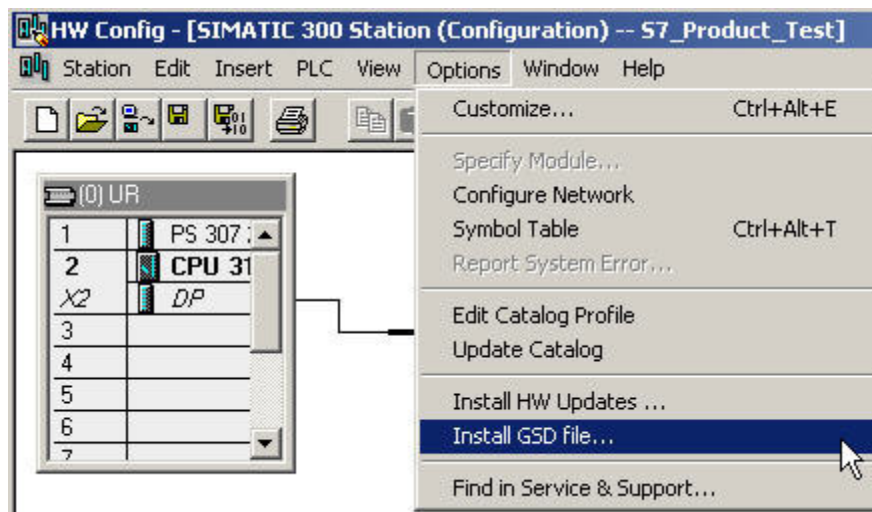 HW Config - [SIMATIC 300 Station (Configuration) -- S7_Product_Test]
Station Edit Insert PLC View Options Window Help
Customize... Ctrl+Alt+E
Specify Module...
Configure Network
Symbol Table Ctrl+Alt+T
Report System Error...
Edit Catalog Profile
Update Catalog
Install HW Updates ...
Install GSD file...
Find in Service & Support...
(0) UR
1 PS 307
2 CPU 31
X2 DP
3
4
5
6
7